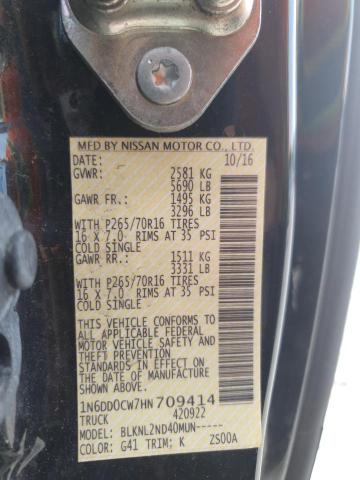 MFD BY NISSAN MOTOR CO., LTD.
DATE: 10/16
GVWR: 2581 KG
5690 LB
GAWR FR.: 1495 KG
3296 LB
WITH P265/70R16 TIRES
16 X 7.0 RIMS AT 35 PSI
COLD SINGLE
GAWR RR.: 1511 KG
3331 LB
WITH P265/70R16 TIRES
16 X 7.0 RIMS AT 35 PSI
COLD SINGLE
THIS VEHICLE CONFORMS TO
ALL APPLICABLE FEDERAL
MOTOR VEHICLE SAFETY AND
THEFT PREVENTION
STANDARDS IN EFFECT ON
THE DATE OF MANUFACTURE
SHOWN ABOVE.
1N6DD0CW7HN709414
TRUCK 420922
MODEL: BLKNL2ND40MUN-----
COLOR: G41 TRIM: K ZS00A